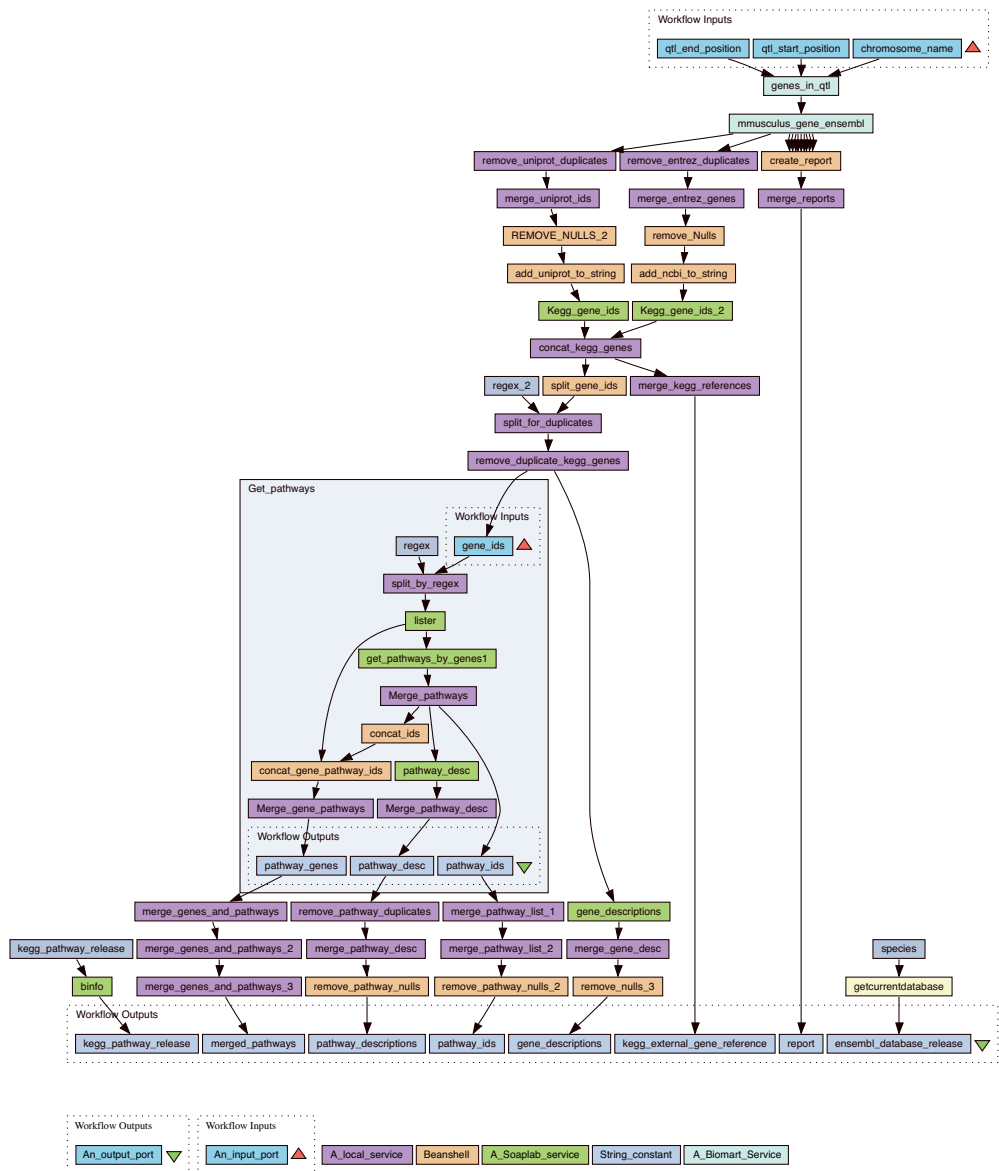 Workflow Inputs
qtl_end_position qtl_start_position chromosome_name
genes_in_qtl
mmusculus_gene_ensembl
remove_uniprot_duplicates remove_entrez_duplicates create_report
merge_uniprot_ids merge_entrez_genes merge_reports
REMOVE_NULLS_2 remove_Nulls
add_uniprot_to_string add_ncbi_to_string
Kegg_gene_ids Kegg_gene_ids_2
concat_kegg_genes
regex_2 split_gene_ids merge_kegg_references
split_for_duplicates
remove_duplicate_kegg_genes
Get_pathways
Workflow Inputs
regex gene_ids
split_by_regex
lister
get_pathways_by_genes1
Merge_pathways
concat_ids
concat_gene_pathway_ids pathway_desc
Merge_gene_pathways Merge_pathway_desc
Workflow Outputs
pathway_genes pathway_desc pathway_ids
merge_genes_and_pathways remove_pathway_duplicates merge_pathway_list_1 gene_descriptions
kegg_pathway_release merge_genes_and_pathways_2 merge_pathway_desc merge_pathway_list_2 merge_gene_desc species
binfo merge_genes_and_pathways_3 remove_pathway_nulls remove_pathway_nulls_2 remove_nulls_3 getcurrentdatabase
Workflow Outputs
kegg_pathway_release merged_pathways pathway_descriptions pathway_ids gene_descriptions kegg_external_gene_reference report ensembl_database_release
Workflow Outputs Workflow Inputs
An_output_port An_input_port A_local_service Beanshell A_Soaplab_service String_constant A_Biomart_Service